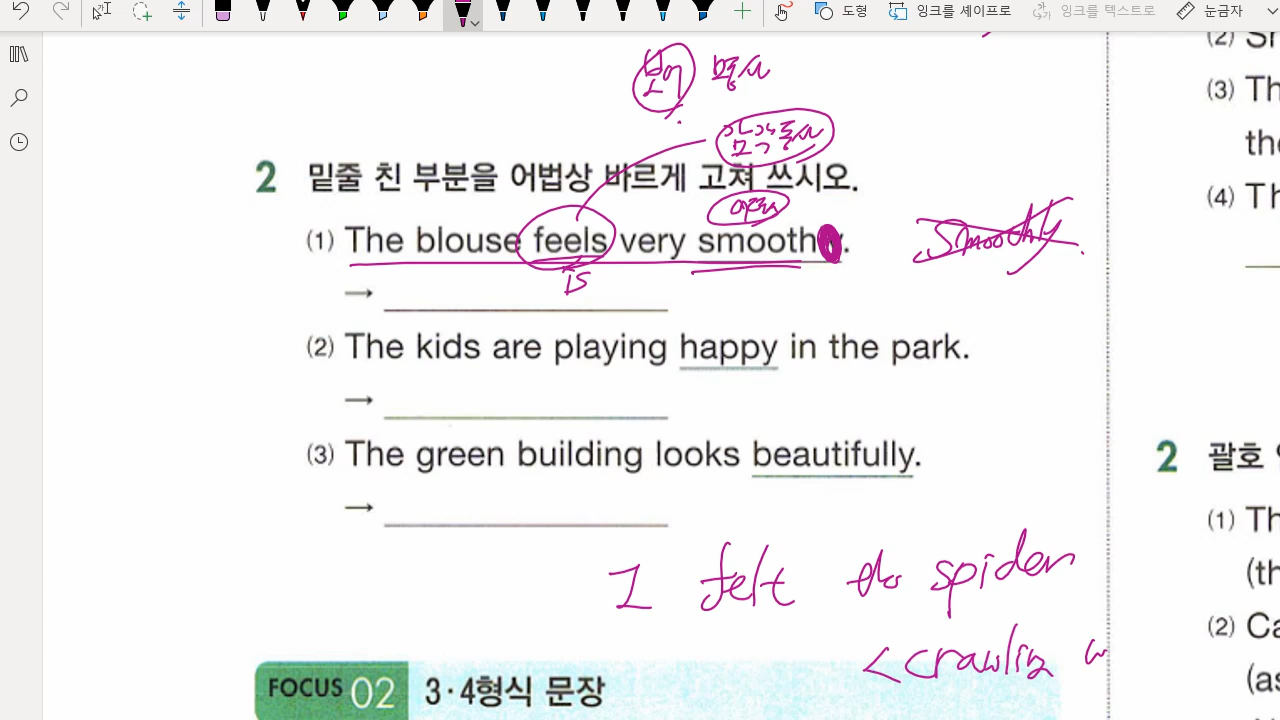 도형 잉크를 셰이프로 잉크를 텍스트로 눈금자
보어 명사
감각동사
2 밑줄 친 부분을 어법상 바르게 고쳐 쓰시오.
(1) The blouse feels very smooth. Smoothly
is
→
(2) The kids are playing happy in the park.
→
(3) The green building looks beautifully.
→
I felt the spider
< crawling
FOCUS 02 3·4형식 문장
(2)
(3) Th
the
(4) Th
2 괄호
(1) Th
(th
(2) Ca
(as